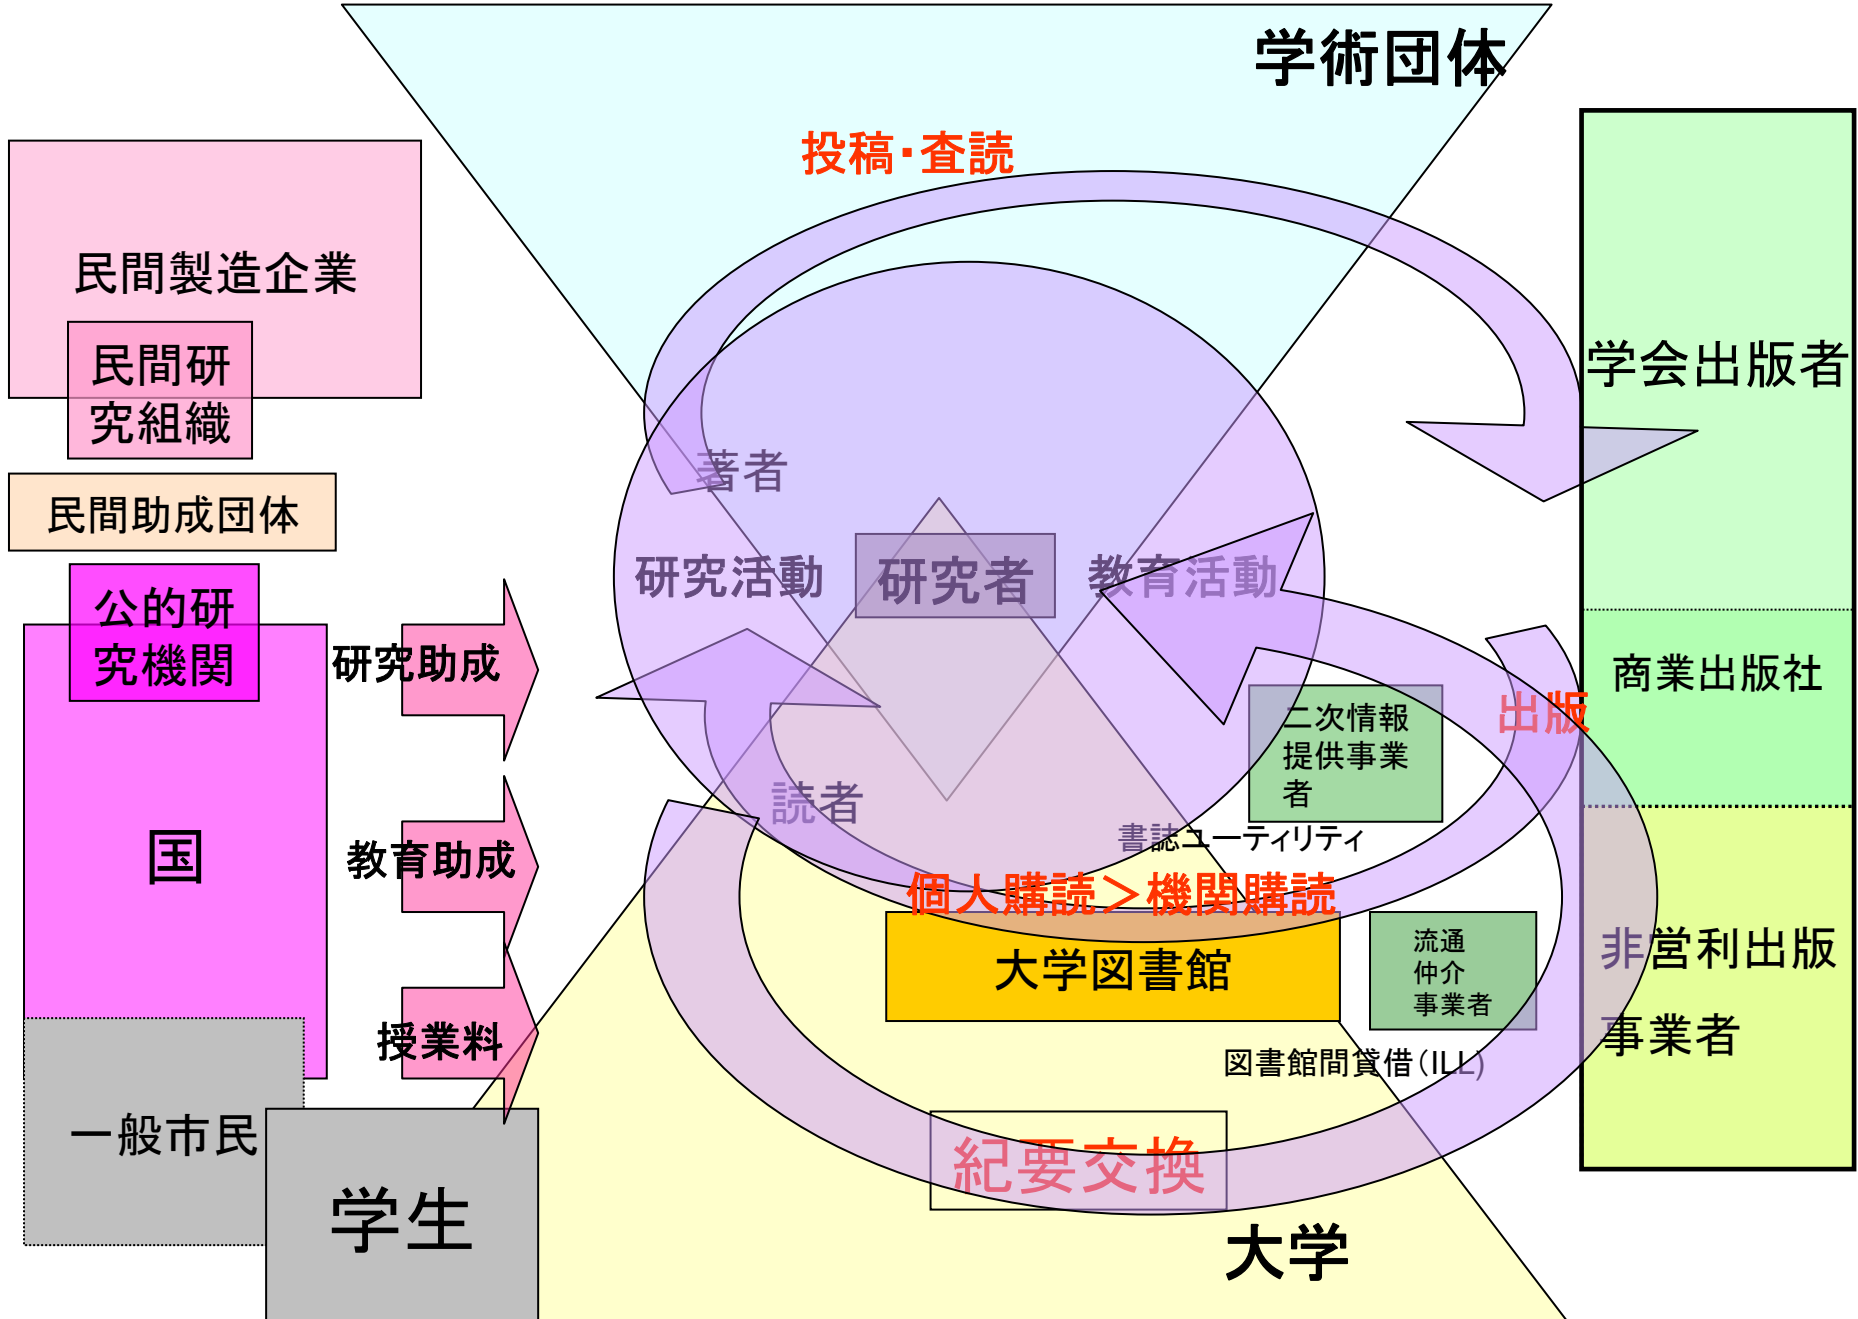 学術団体
投稿・査読
民間製造企業
民間研
究組織
民間助成団体
公的研
究機関
国
一般市民
学生
研究助成
教育助成
授業料
著者
研究活動
研究者
教育活動
読者
二次情報
提供事業
者
書誌ユーティリティ
出版
個人購読＞機関購読
大学図書館
流通
仲介
事業者
図書館間貸借（ILL）
紀要交換
大学
学会出版者
商業出版社
非営利出版
事業者